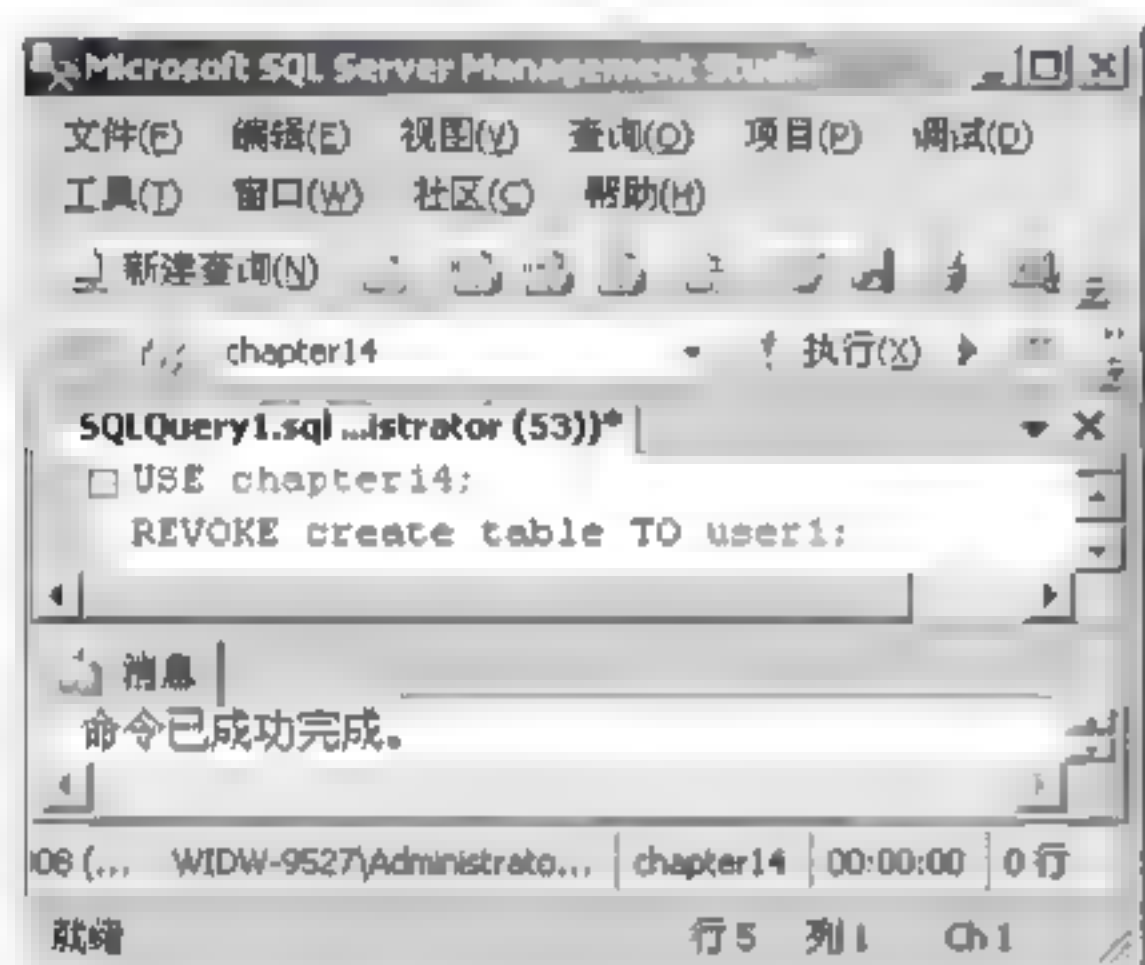 Microsoft SQL Server Management Studio
文件(F) 编辑(E) 视图(V) 查询(Q) 项目(P) 调试(D)
工具(T) 窗口(W) 社区(C) 帮助(H)
新建查询(N)
chapter14 执行(X)
SQLQuery1.sql ...istrator (53))*
USE chapter14;
REVOKE create table TO user1;
消息
命令已成功完成。
008 (... WIDW-9527\Administrato... chapter14 00:00:00 0 行
就绪 行 5 列 1 Ch 1